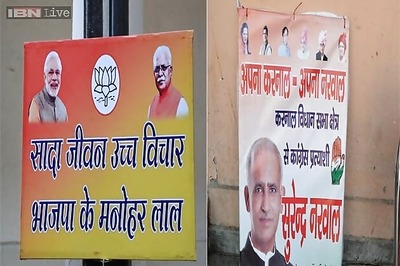 IBN Live
सादा जीवन उच्च विचार
भाजपा के मनोहर लाल
अपना करनाल = अपना नरवाल
करनाल विधान सभा क्षेत्र
से कांग्रेस प्रत्याशी
सुरेन्द्र नरवाल